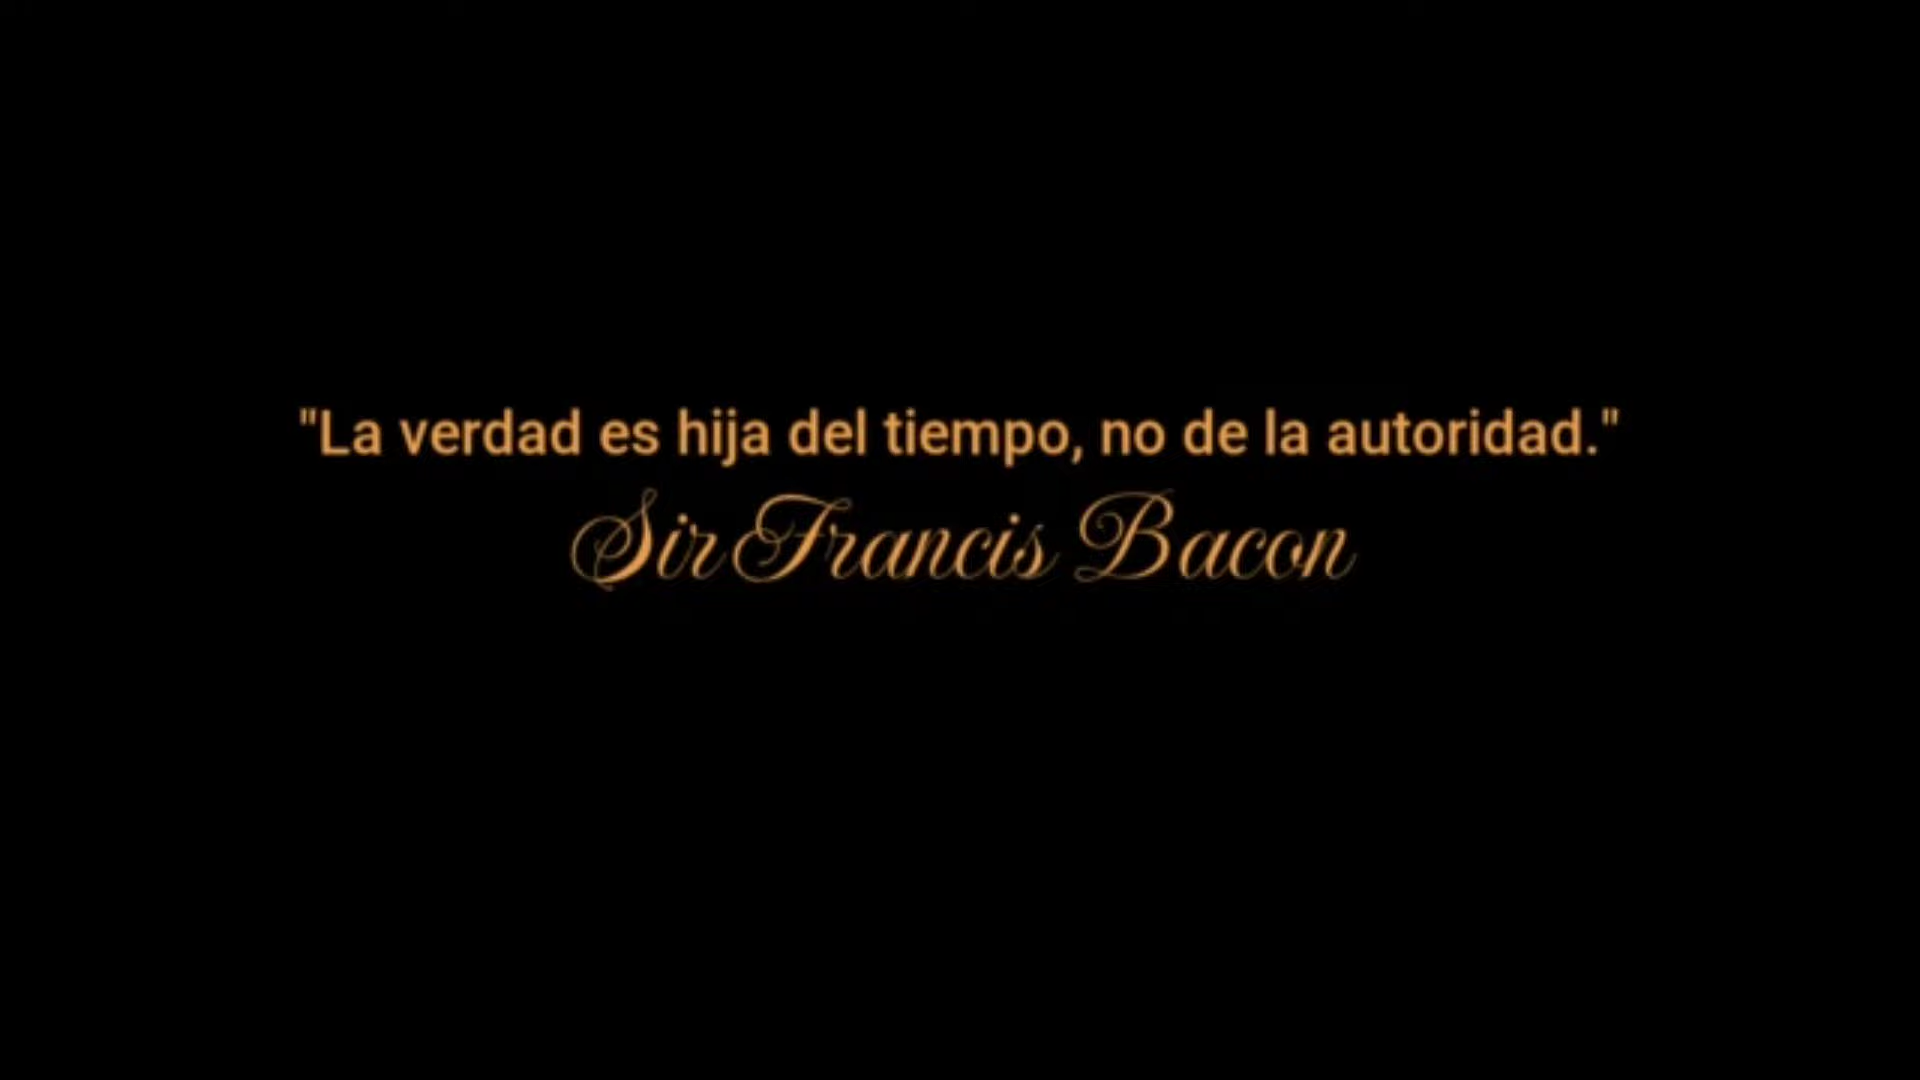 "La verdad es hija del tiempo, no de la autoridad."
Sir Francis Bacon